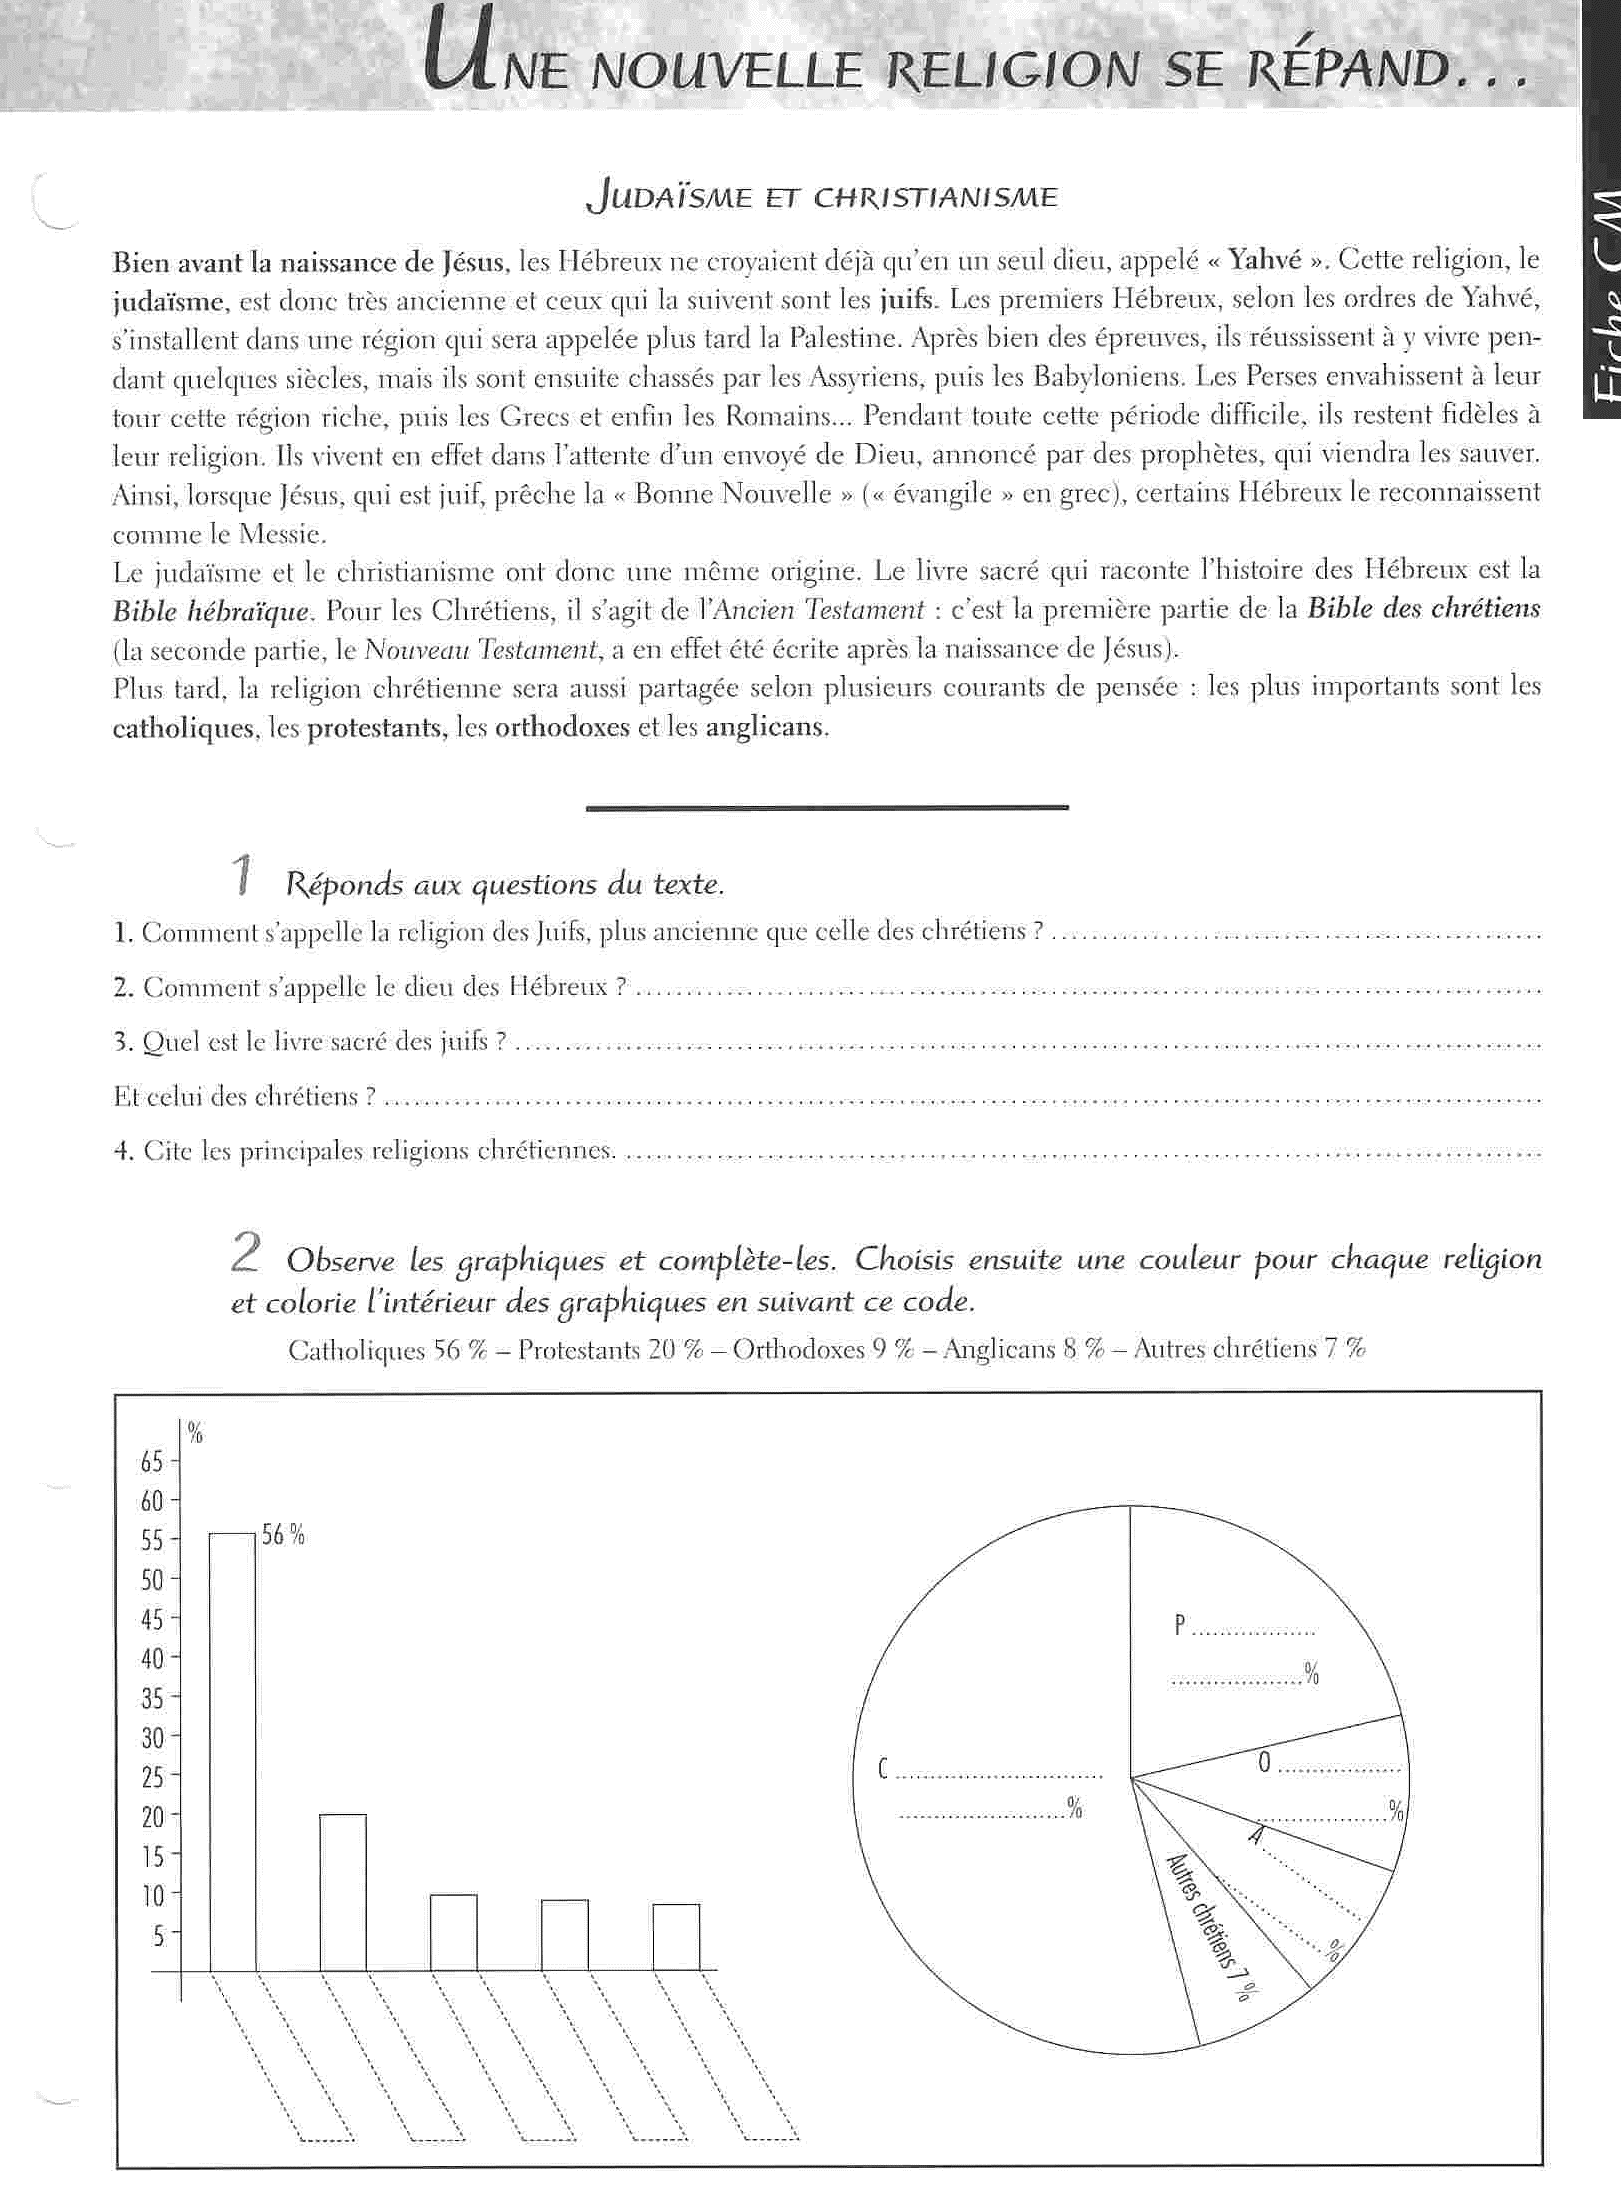 UNE NOUVELLE RELIGION SE RÉPAND...
Fiche CM
JUDAÏSME ET CHRISTIANISME
Bien avant la naissance de Jésus, les Hébreux ne croyaient déjà qu'en un seul dieu, appelé « Yahvé ». Cette religion, le
judaïsme, est donc très ancienne et ceux qui la suivent sont les juifs. Les premiers Hébreux, selon les ordres de Yahvé,
s'installent dans une région qui sera appelée plus tard la Palestine. Après bien des épreuves, ils réussissent à y vivre pen-
dant quelques siècles, mais ils sont ensuite chassés par les Assyriens, puis les Babyloniens. Les Perses envahissent à leur
tour cette région riche, puis les Grecs et enfin les Romains... Pendant toute cette période difficile, ils restent fidèles à
leur religion. Ils vivent en effet dans l'attente d'un envoyé de Dieu, annoncé par des prophètes, qui viendra les sauver.
Ainsi, lorsque Jésus, qui est juif, prêche la « Bonne Nouvelle » (« évangile » en grec), certains Hébreux le reconnaissent
comme le Messie.
Le judaïsme et le christianisme ont donc une même origine. Le livre sacré qui raconte l'histoire des Hébreux est la
Bible hébraïque. Pour les Chrétiens, il s'agit de l'Ancien Testament : c'est la première partie de la Bible des chrétiens
(la seconde partie, le Nouveau Testament, a en effet été écrite après la naissance de Jésus).
Plus tard, la religion chrétienne sera aussi partagée selon plusieurs courants de pensée : les plus importants sont les
catholiques, les protestants, les orthodoxes et les anglicans.
1 Réponds aux questions du texte.
1. Comment s'appelle la religion des Juifs, plus ancienne que celle des chrétiens ? ..........
2. Comment s'appelle le dieu des Hébreux ? ..........
3. Quel est le livre sacré des juifs ? ..........
Et celui des chrétiens ? ..........
4. Cite les principales religions chrétiennes. ..........
2 Observe les graphiques et complète-les. Choisis ensuite une couleur pour chaque religion
et colorie l'intérieur des graphiques en suivant ce code.
Catholiques 56 % – Protestants 20 % – Orthodoxes 9 % – Anglicans 8 % – Autres chrétiens 7 %
%
65
60
55
50
45
40
35
30
25
20
15
10
5
56 %
P ..........
.......... %
O ..........
.......... %
C ..........
.......... %
A ..........
.......... %
Autres chrétiens 7 %